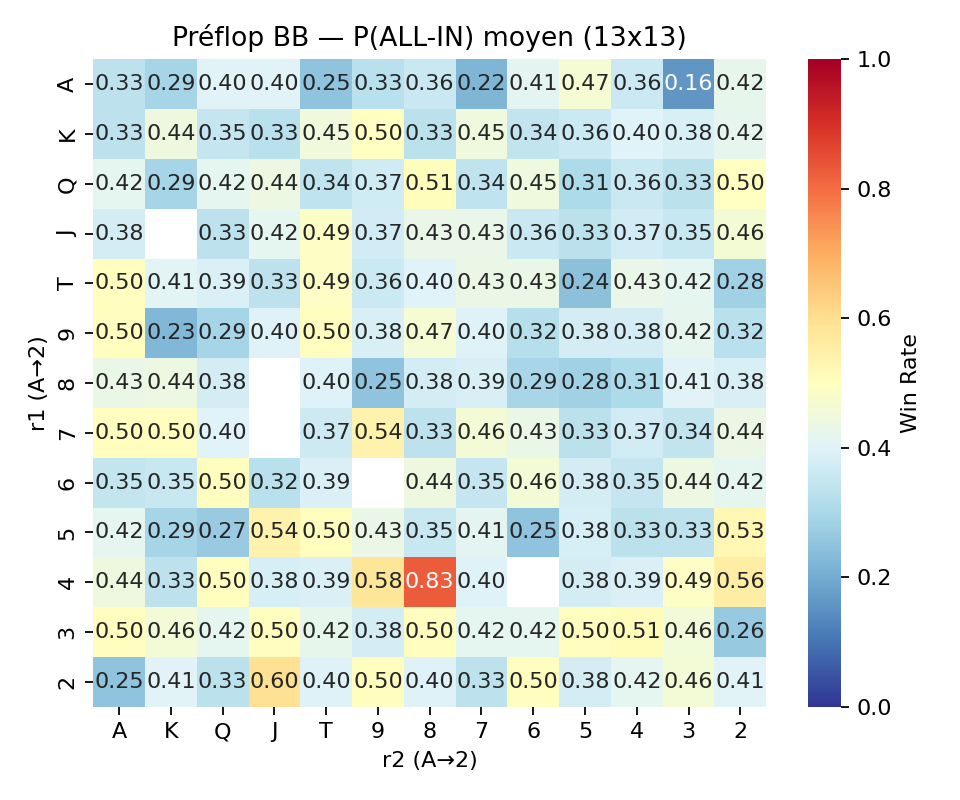 Préflop BB — P(ALL-IN) moyen (13x13)
A 0.33 0.29 0.40 0.40 0.25 0.33 0.36 0.22 0.41 0.47 0.36 0.16 0.42
K 0.33 0.44 0.35 0.33 0.45 0.50 0.33 0.45 0.34 0.36 0.40 0.38 0.42
Q 0.42 0.29 0.42 0.44 0.34 0.37 0.51 0.34 0.45 0.31 0.36 0.33 0.50
J 0.38 0.33 0.42 0.49 0.37 0.43 0.43 0.36 0.33 0.37 0.35 0.46
T 0.50 0.41 0.39 0.33 0.49 0.36 0.40 0.43 0.43 0.24 0.43 0.42 0.28
9 0.50 0.23 0.29 0.40 0.50 0.38 0.47 0.40 0.32 0.38 0.38 0.42 0.32
8 0.43 0.44 0.38 0.40 0.25 0.38 0.39 0.29 0.28 0.31 0.41 0.38
7 0.50 0.50 0.40 0.37 0.54 0.33 0.46 0.43 0.33 0.37 0.34 0.44
6 0.35 0.35 0.50 0.32 0.39 0.44 0.35 0.46 0.38 0.35 0.44 0.42
5 0.42 0.29 0.27 0.54 0.50 0.43 0.35 0.41 0.25 0.38 0.33 0.33 0.53
4 0.44 0.33 0.50 0.38 0.39 0.58 0.83 0.40 0.38 0.39 0.49 0.56
3 0.50 0.46 0.42 0.50 0.42 0.38 0.50 0.42 0.42 0.50 0.51 0.46 0.26
2 0.25 0.41 0.33 0.60 0.40 0.50 0.40 0.33 0.50 0.38 0.42 0.46 0.41
A K Q J T 9 8 7 6 5 4 3 2
r2 (A→2)
r1 (A→2)
1.0
0.8
0.6
0.4
0.2
0.0
Win Rate